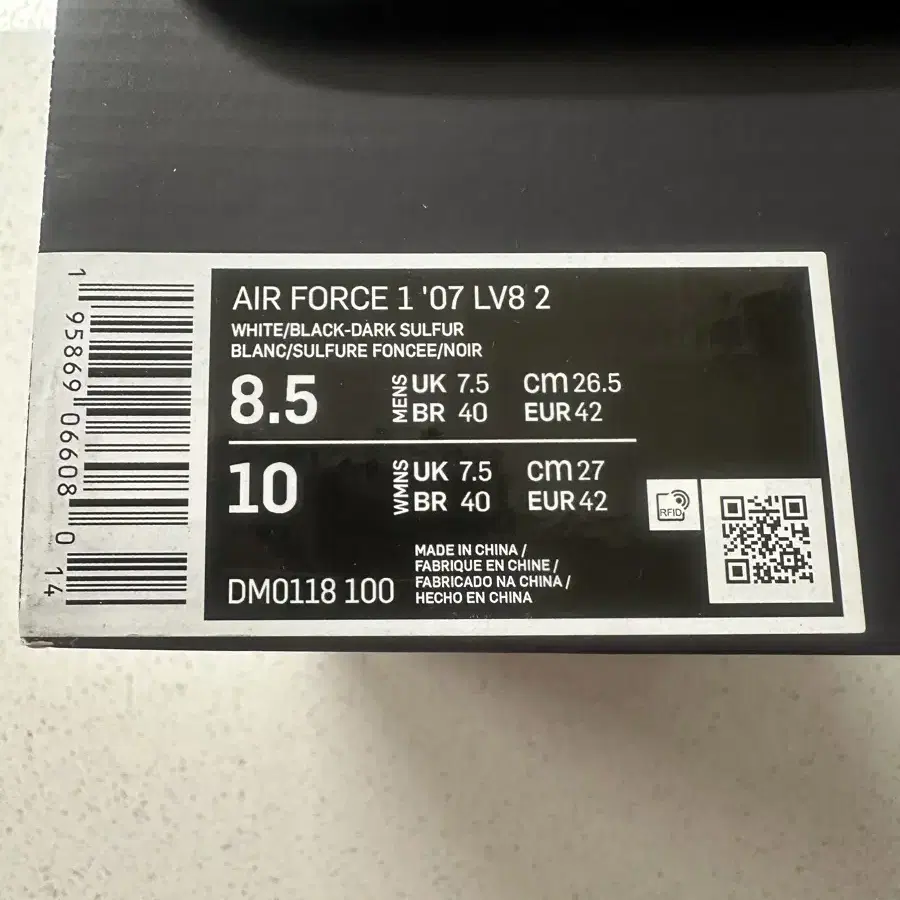 1 95869 06608 0 14
AIR FORCE 1 '07 LV8 2
WHITE/BLACK-DARK SULFUR
BLANC/SULFURE FONCEE/NOIR
8.5 MENS UK 7.5 CM 26.5
BR 40 EUR 42
10 WMNS UK 7.5 CM 27
BR 40 EUR 42
RFID
MADE IN CHINA /
FABRIQUE EN CHINE /
FABRICADO NA CHINA /
HECHO EN CHINA
DM0118 100